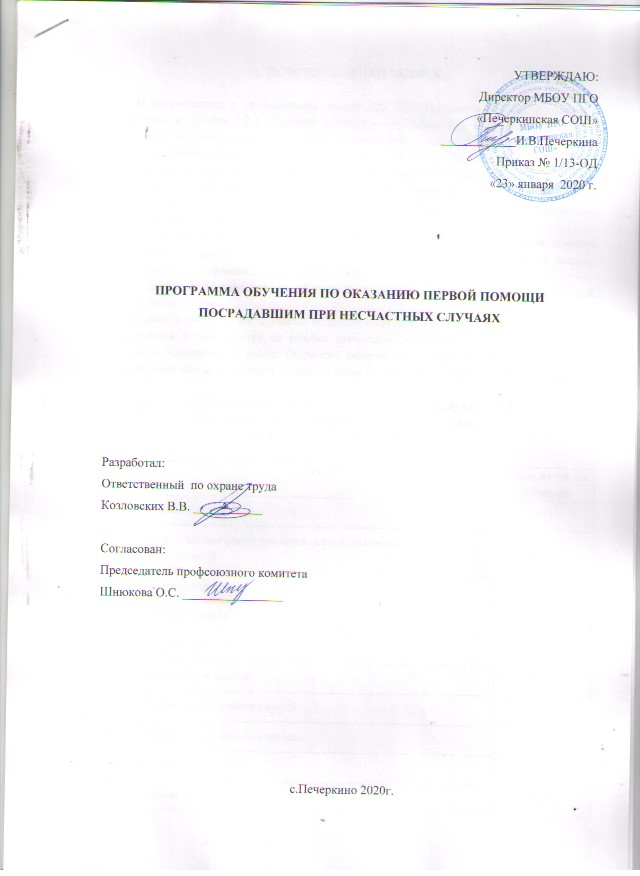 УТВЕРЖДАЮ:
Директор МБОУ ПГО
«Печеркинская СОШ»
И.В.Печеркина
Приказ № 1/13-ОД
«23» января 2020 г.
ПРОГРАММА ОБУЧЕНИЯ ПО ОКАЗАНИЮ ПЕРВОЙ ПОМОЩИ
ПОСРАДАВШИМ ПРИ НЕСЧАСТНЫХ СЛУЧАЯХ
Разработал:
Ответственный по охране труда
Козловских В.В.
Согласован:
Председатель профсоюзного комитета
Шнюкова О.С.
с.Печеркино 2020г.